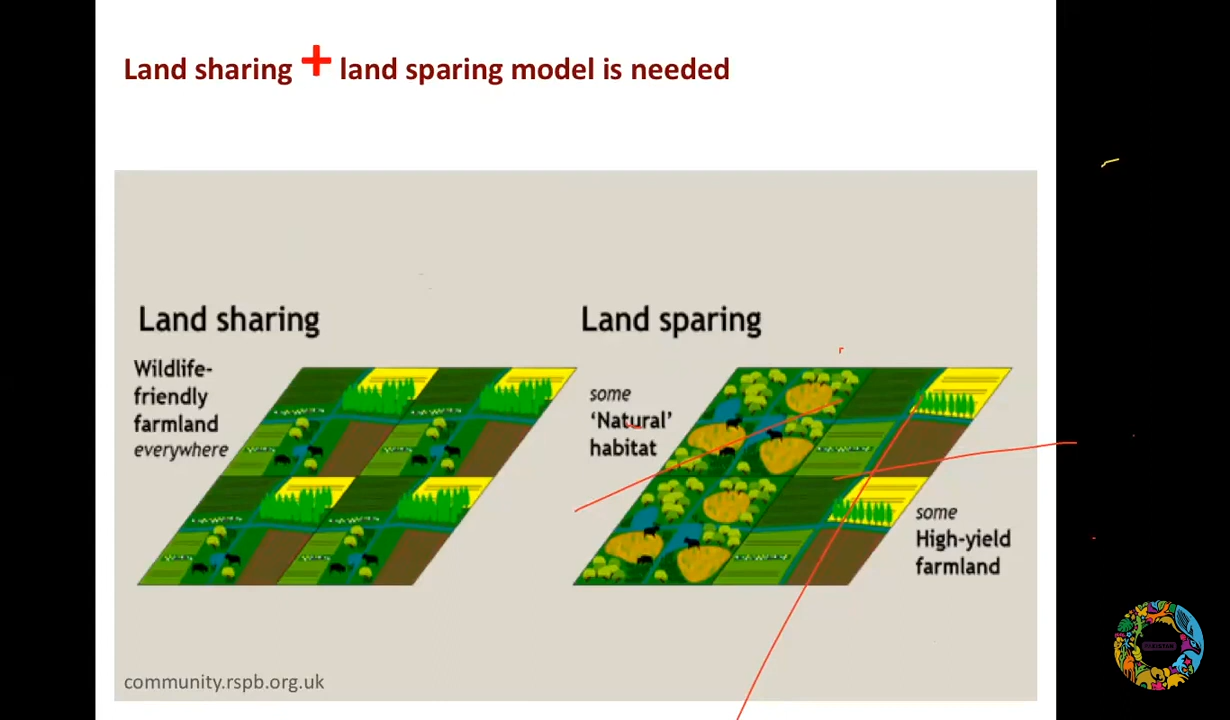 Land sharing + land sparing model is needed
Land sharing
Wildlife-
friendly
farmland
everywhere
Land sparing
some
'Natural'
habitat
some
High-yield
farmland
community.rspb.org.uk